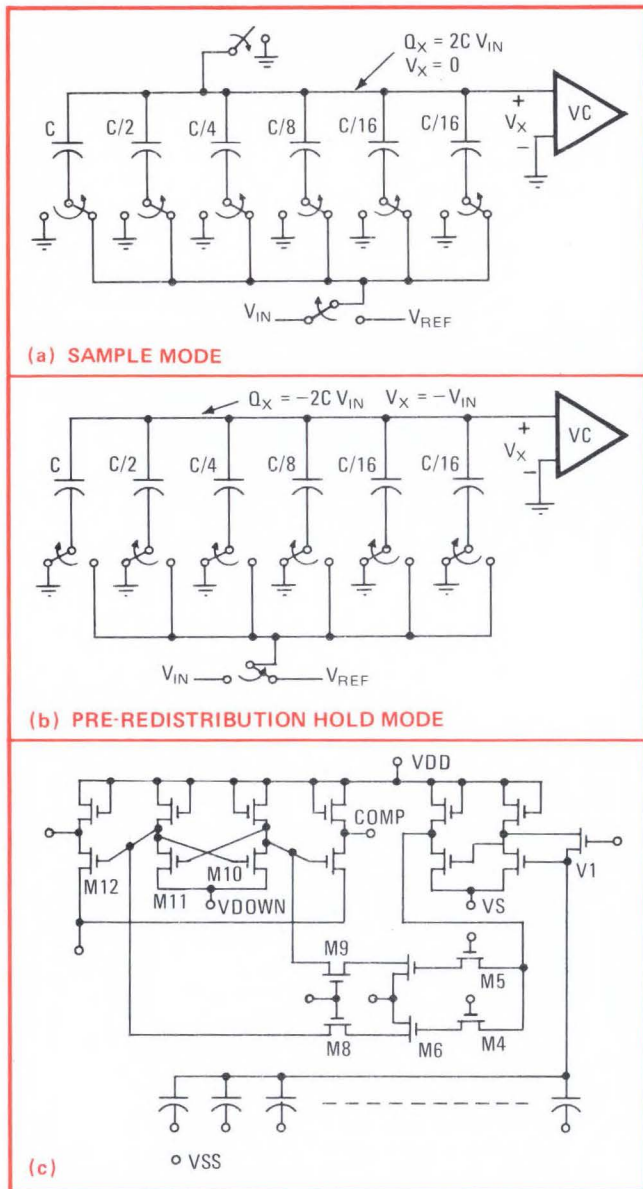 Qx = 2C VIN
Vx = 0
C C/2 C/4 C/8 C/16 C/16
+
Vx
–
VC
VIN VREF
(a) SAMPLE MODE
Qx = –2C VIN Vx = –VIN
C C/2 C/4 C/8 C/16 C/16
+
Vx
–
VC
VIN VREF
(b) PRE-REDISTRIBUTION HOLD MODE
VDD
COMP
M12 M11 M10 V1
VDOWN VS
M9 M5
M8 M6 M4
VSS
(c)